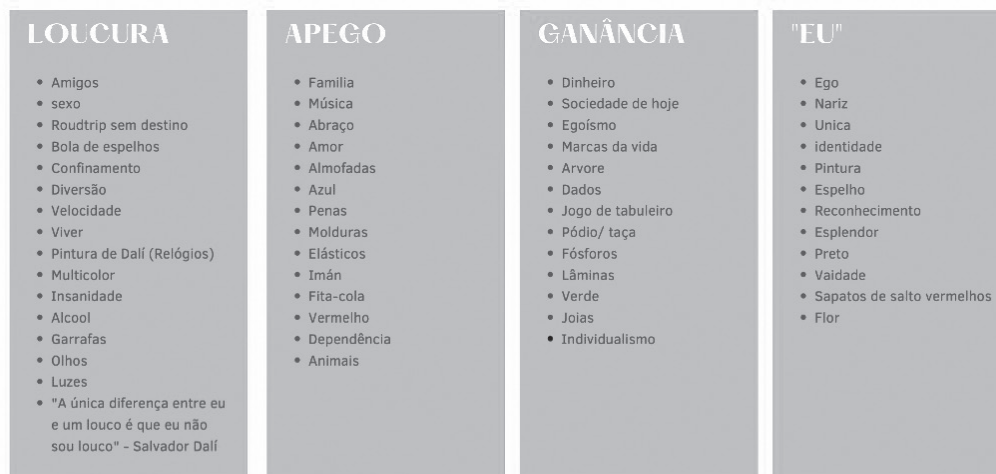 LOUCURA
• Amigos
• sexo
• Roudtrip sem destino
• Bola de espelhos
• Confinamento
• Diversão
• Velocidade
• Viver
• Pintura de Dalí (Relógios)
• Multicolor
• Insanidade
• Alcool
• Garrafas
• Olhos
• Luzes
• "A única diferença entre eu
e um louco é que eu não
sou louco" - Salvador Dalí
APEGO
• Familia
• Música
• Abraço
• Amor
• Almofadas
• Azul
• Penas
• Molduras
• Elásticos
• Imán
• Fita-cola
• Vermelho
• Dependência
• Animais
GANÂNCIA
• Dinheiro
• Sociedade de hoje
• Egoísmo
• Marcas da vida
• Arvore
• Dados
• Jogo de tabuleiro
• Pódio/ taça
• Fósforos
• Lâminas
• Verde
• Joias
• Individualismo
"EU"
• Ego
• Nariz
• Unica
• identidade
• Pintura
• Espelho
• Reconhecimento
• Esplendor
• Preto
• Vaidade
• Sapatos de salto vermelhos
• Flor